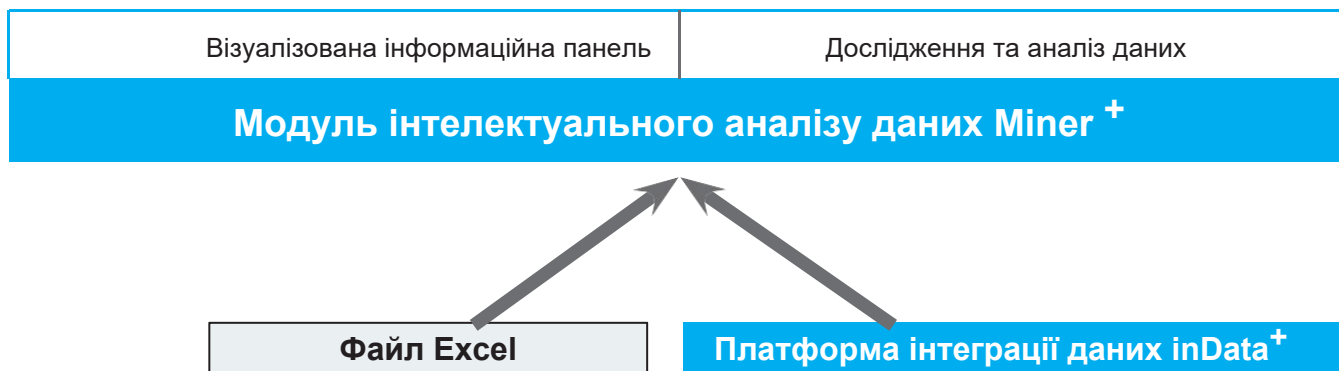 Візуалізована інформаційна панель
Дослідження та аналіз даних
Модуль інтелектуального аналізу даних Miner +
Файл Excel
Платформа інтеграції даних inData+